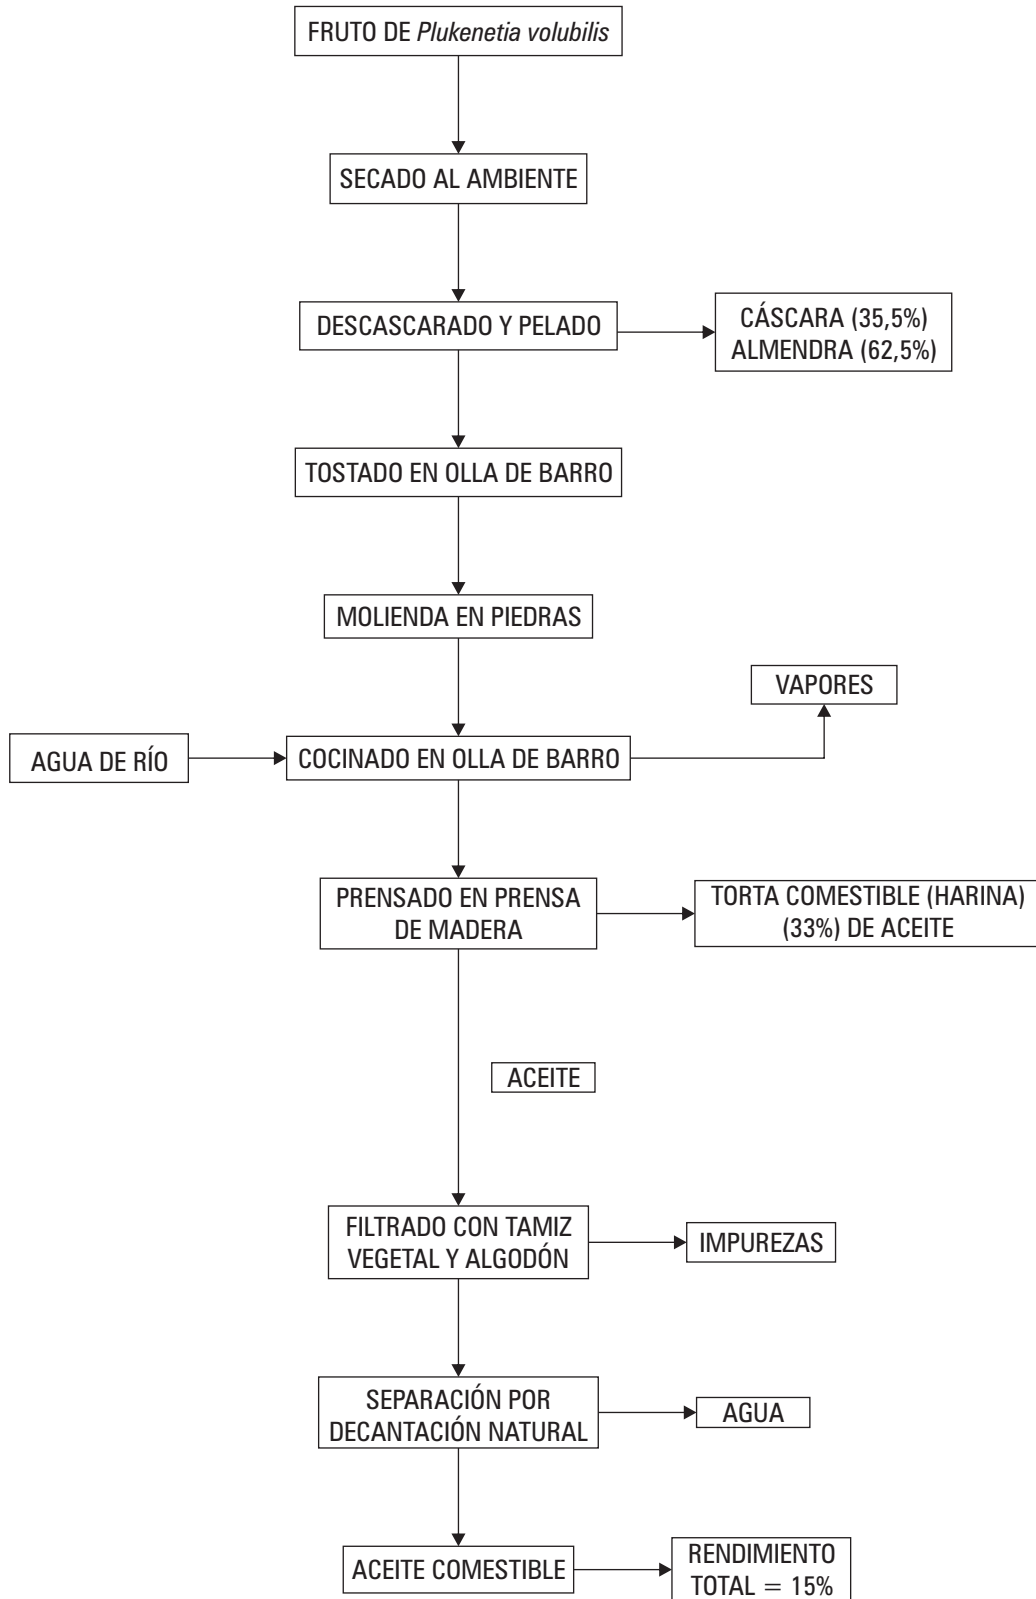 FRUTO DE Plukenetia volubilis
SECADO AL AMBIENTE
DESCASCARADO Y PELADO
CÁSCARA (35,5%)
ALMENDRA (62,5%)
TOSTADO EN OLLA DE BARRO
MOLIENDA EN PIEDRAS
VAPORES
AGUA DE RÍO
COCINADO EN OLLA DE BARRO
PRENSADO EN PRENSA
DE MADERA
TORTA COMESTIBLE (HARINA)
(33%) DE ACEITE
ACEITE
FILTRADO CON TAMIZ
VEGETAL Y ALGODÓN
IMPUREZAS
SEPARACIÓN POR
DECANTACIÓN NATURAL
AGUA
ACEITE COMESTIBLE
RENDIMIENTO
TOTAL = 15%